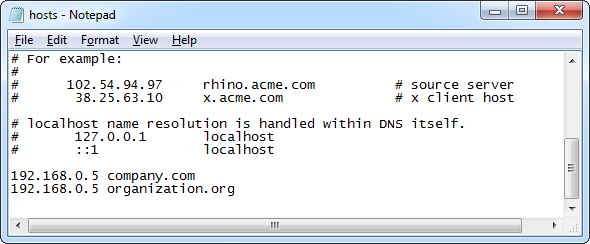 hosts - Notepad
File Edit Format View Help
# For example:
#
#      102.54.94.97     rhino.acme.com          # source server
#       38.25.63.10     x.acme.com              # x client host
# localhost name resolution is handled within DNS itself.
#       127.0.0.1       localhost
#       ::1             localhost
192.168.0.5 company.com
192.168.0.5 organization.org